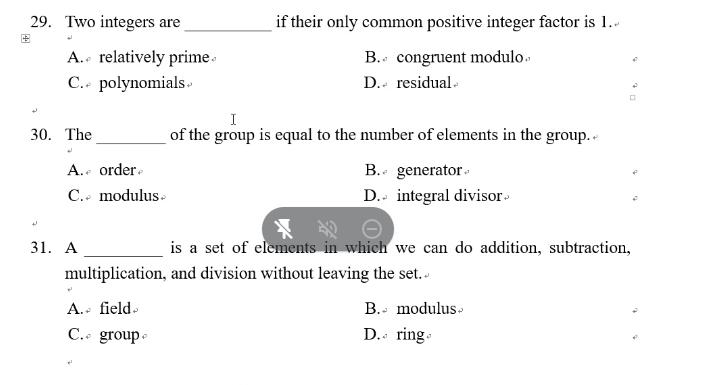 29. Two integers are __________ if their only common positive integer factor is 1.
A. relatively prime B. congruent modulo
C. polynomials D. residual
30. The ________ of the group is equal to the number of elements in the group.
A. order B. generator
C. modulus D. integral divisor
31. A _________ is a set of elements in which we can do addition, subtraction,
multiplication, and division without leaving the set.
A. field B. modulus
C. group D. ring